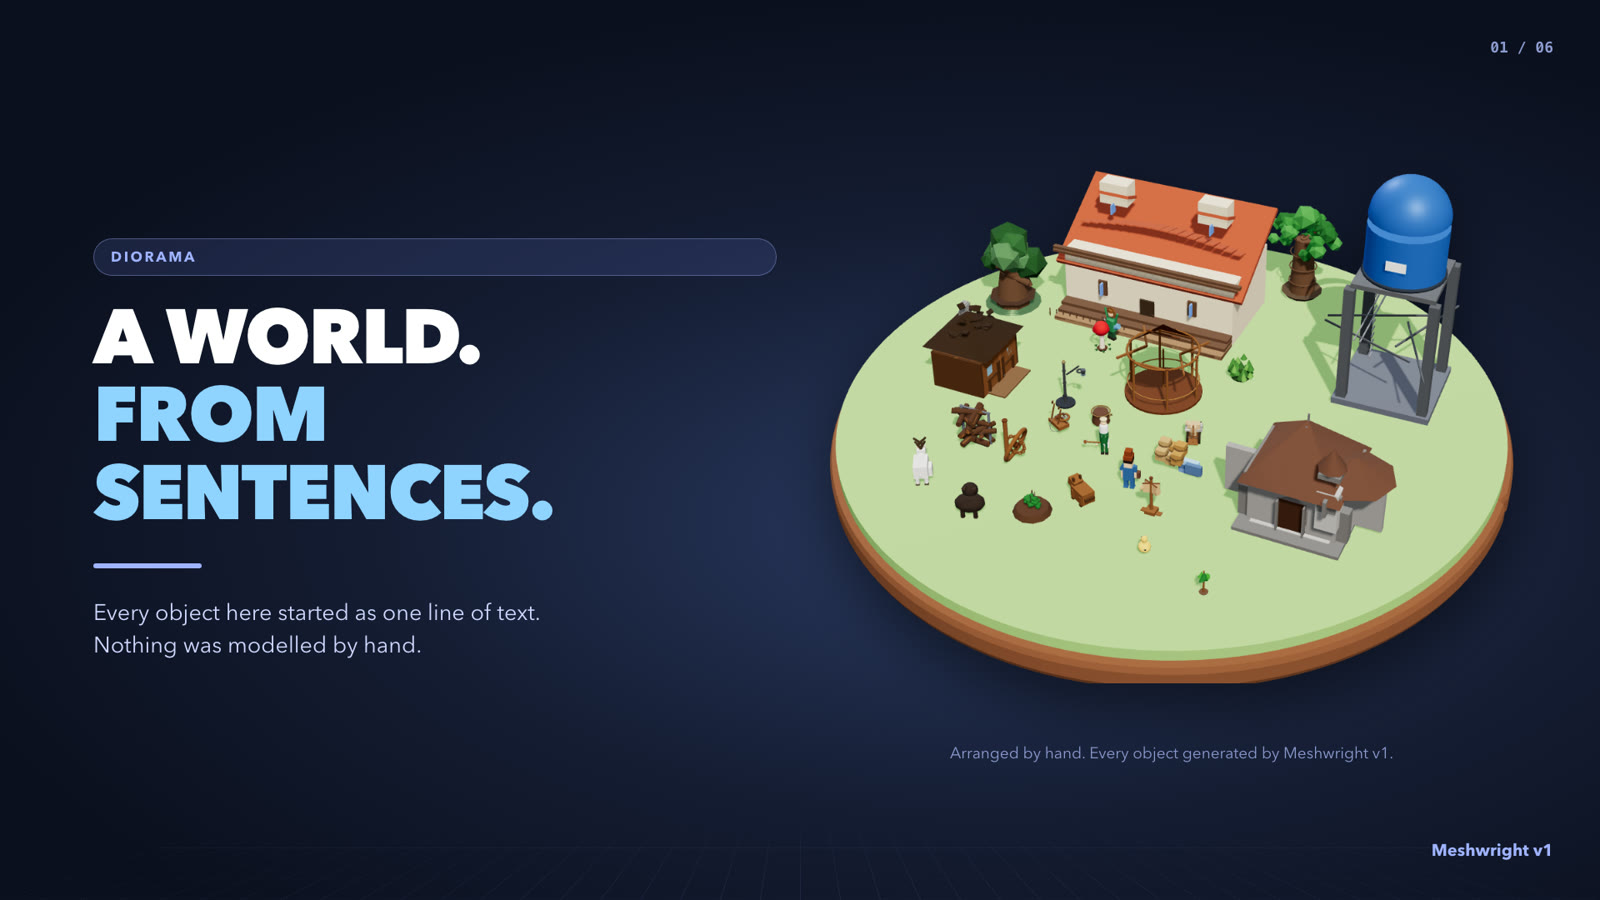 01 / 06
DIORAMA
A WORLD.
FROM
SENTENCES.
Every object here started as one line of text.
Nothing was modelled by hand.
Arranged by hand. Every object generated by Meshwright v1.
Meshwright v1